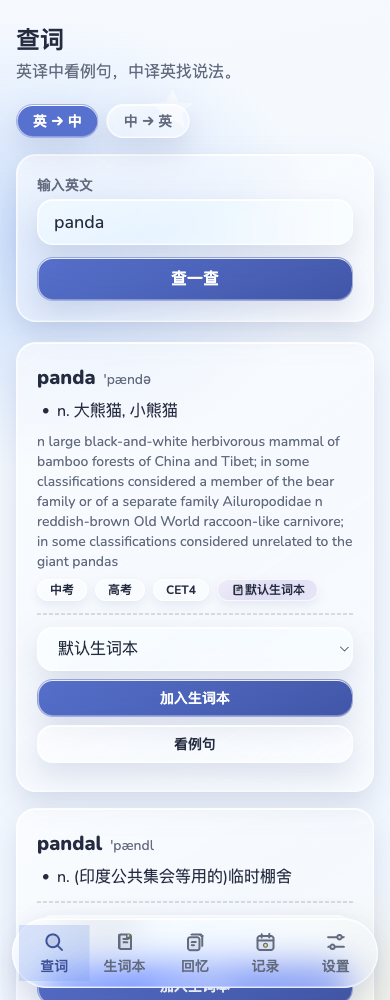 查词
英译中看例句，中译英找说法。
英 → 中
中 → 英
输入英文
panda
查一查
panda 'pændə
• n. 大熊猫, 小熊猫
n large black-and-white herbivorous mammal of
bamboo forests of China and Tibet; in some
classifications considered a member of the bear
family or of a separate family Ailuropodidae n
reddish-brown Old World raccoon-like carnivore;
in some classifications considered unrelated to the
giant pandas
中考 高考 CET4 默认生词本
默认生词本
加入生词本
看例句
pandal 'pændl
• n. (印度公共集会等用的)临时棚舍
查词 生词本 回忆 记录 设置
加入生词本